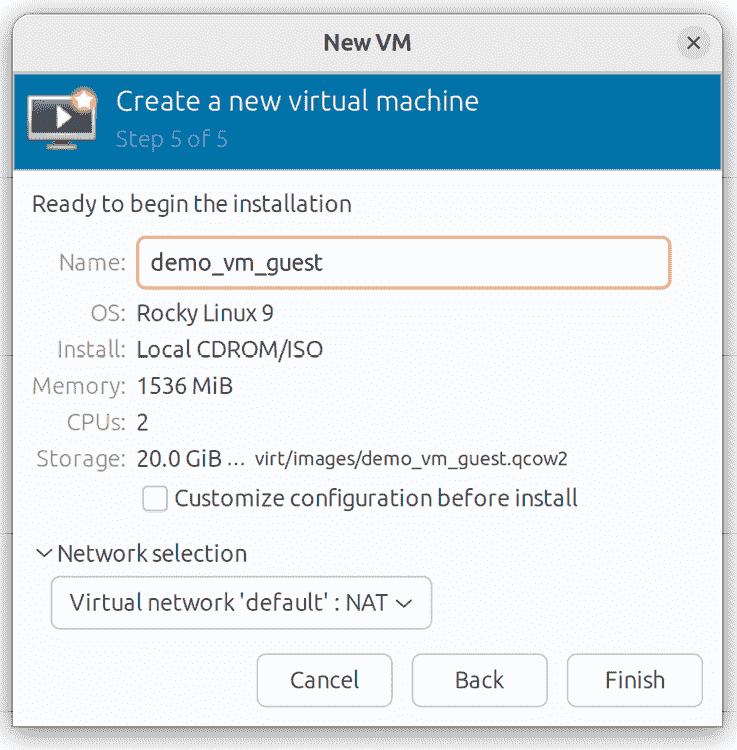 New VM
Create a new virtual machine
Step 5 of 5
Ready to begin the installation
Name: demo_vm_guest
OS: Rocky Linux 9
Install: Local CDROM/ISO
Memory: 1536 MiB
CPUs: 2
Storage: 20.0 GiB ... virt/images/demo_vm_guest.qcow2
Customize configuration before install
Network selection
Virtual network 'default' : NAT
Cancel Back Finish